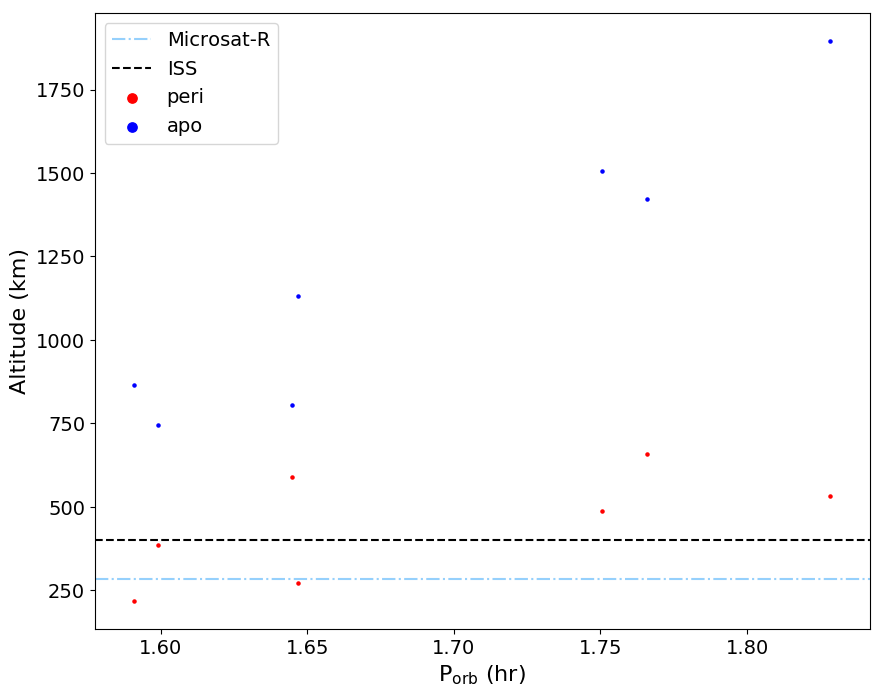 Microsat-R
ISS
peri
apo
Altitude (km)
1750
1500
1250
1000
750
500
250
1.60 1.65 1.70 1.75 1.80
P_orb (hr)